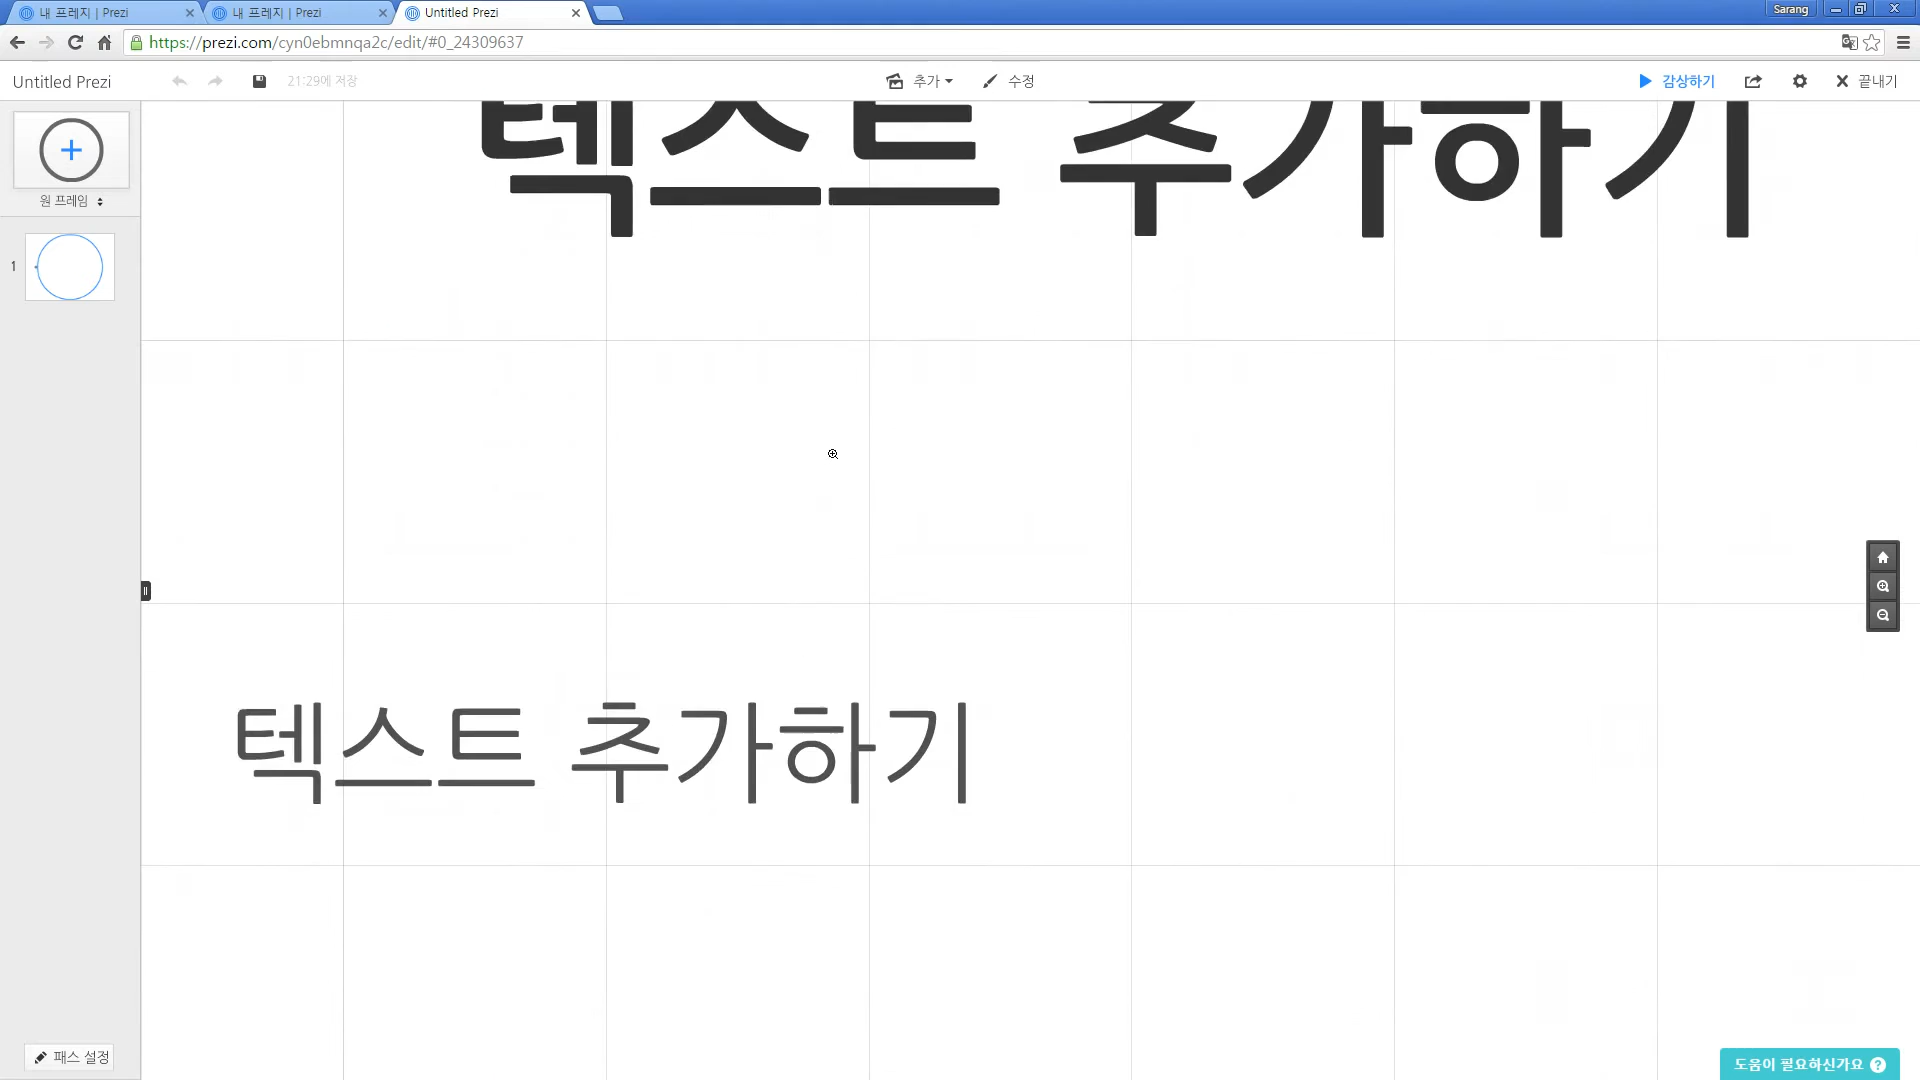 내 프레지 | Prezi
내 프레지 | Prezi
Untitled Prezi
Sarang
https://prezi.com/cyn0ebmnqa2c/edit/#0_24309637
Untitled Prezi
21:29에 저장
추가
수정
감상하기
끝내기
텍스트 추가하기
원 프레임
1
텍스트 추가하기
패스 설정
도움이 필요하신가요 ?